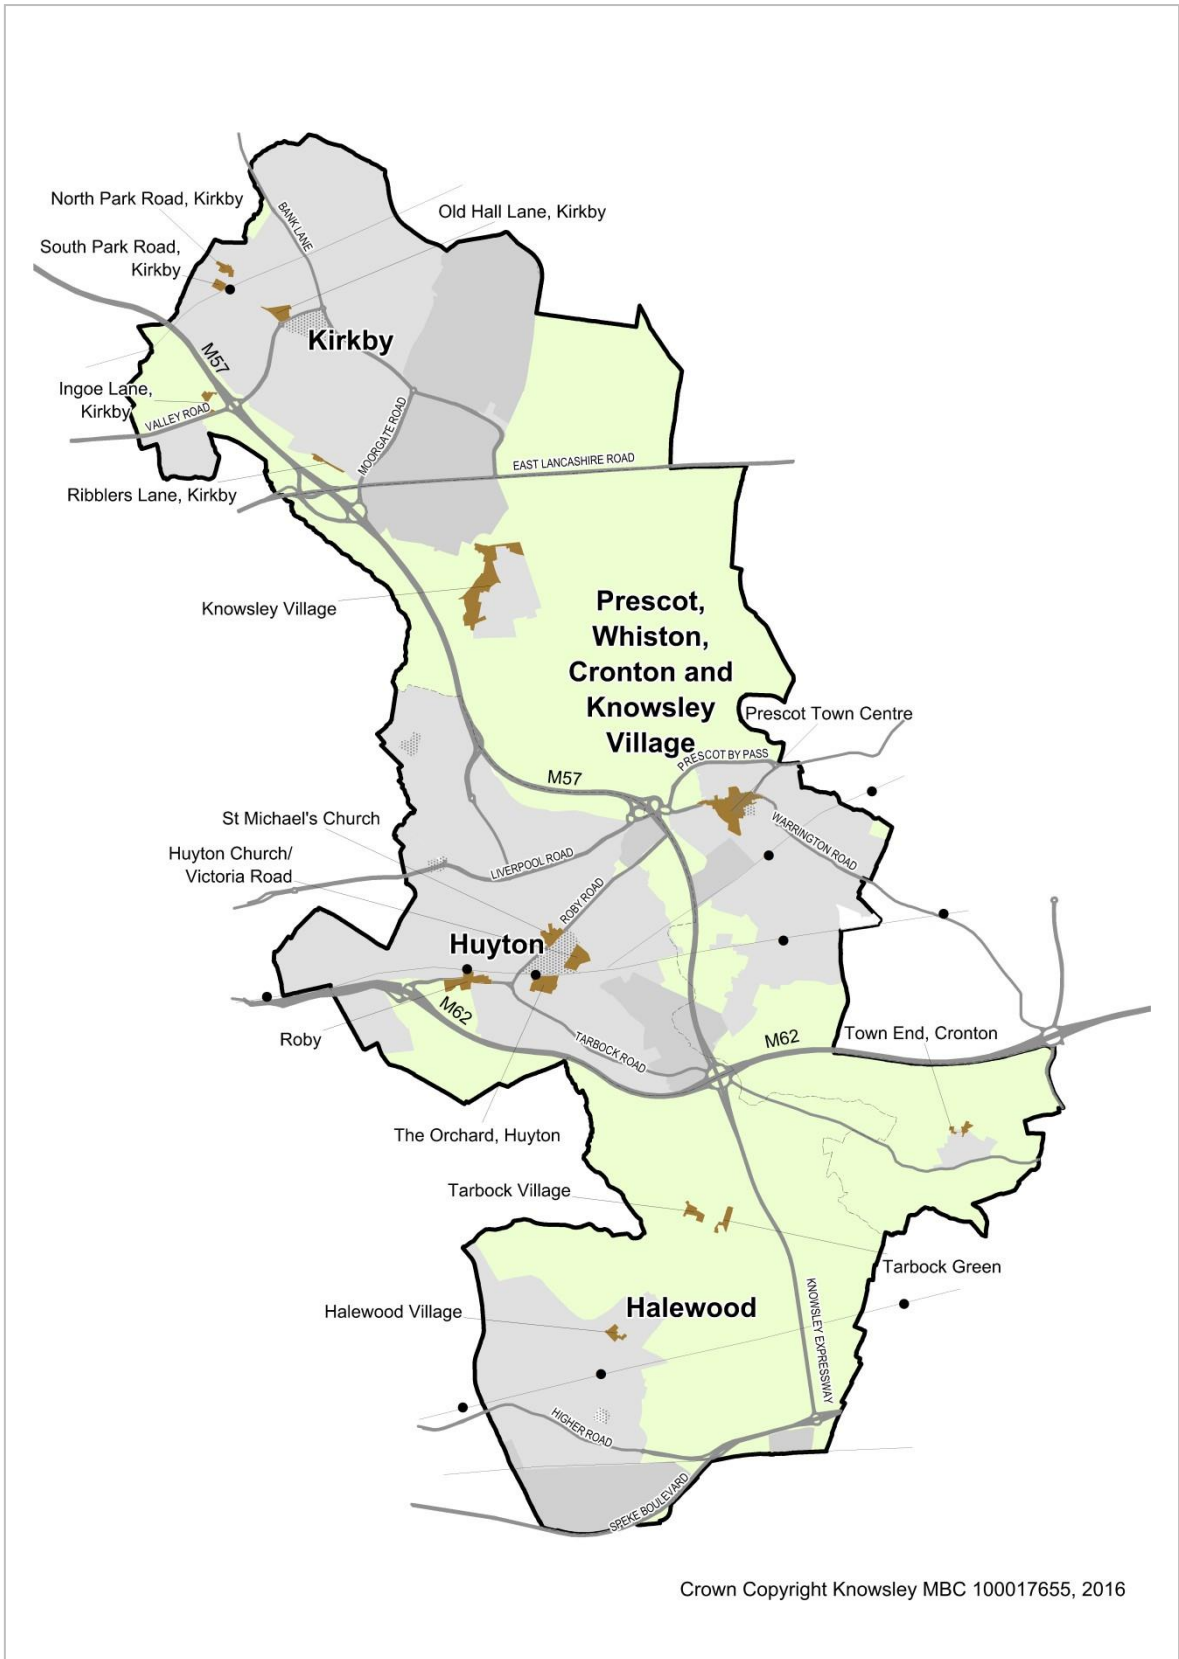 North Park Road, Kirkby
BANK LANE
Old Hall Lane, Kirkby
South Park Road,
Kirkby
Kirkby
M57
Ingoe Lane,
Kirkby
VALLEY ROAD
MOORGATE ROAD
EAST LANCASHIRE ROAD
Ribblers Lane, Kirkby
Knowsley Village
Prescot,
Whiston,
Cronton and
Knowsley
Village
Prescot Town Centre
PRESCOT BY PASS
M57
St Michael's Church
WARRINGTON ROAD
Huyton Church/
Victoria Road
LIVERPOOL ROAD
ROBY ROAD
Huyton
M62
Roby
TARBOCK ROAD
M62
Town End, Cronton
The Orchard, Huyton
Tarbock Village
Tarbock Green
Halewood Village
Halewood
KNOWSLEY EXPRESSWAY
HIGHER ROAD
SPEKE BOULEVARD
Crown Copyright Knowsley MBC 100017655, 2016